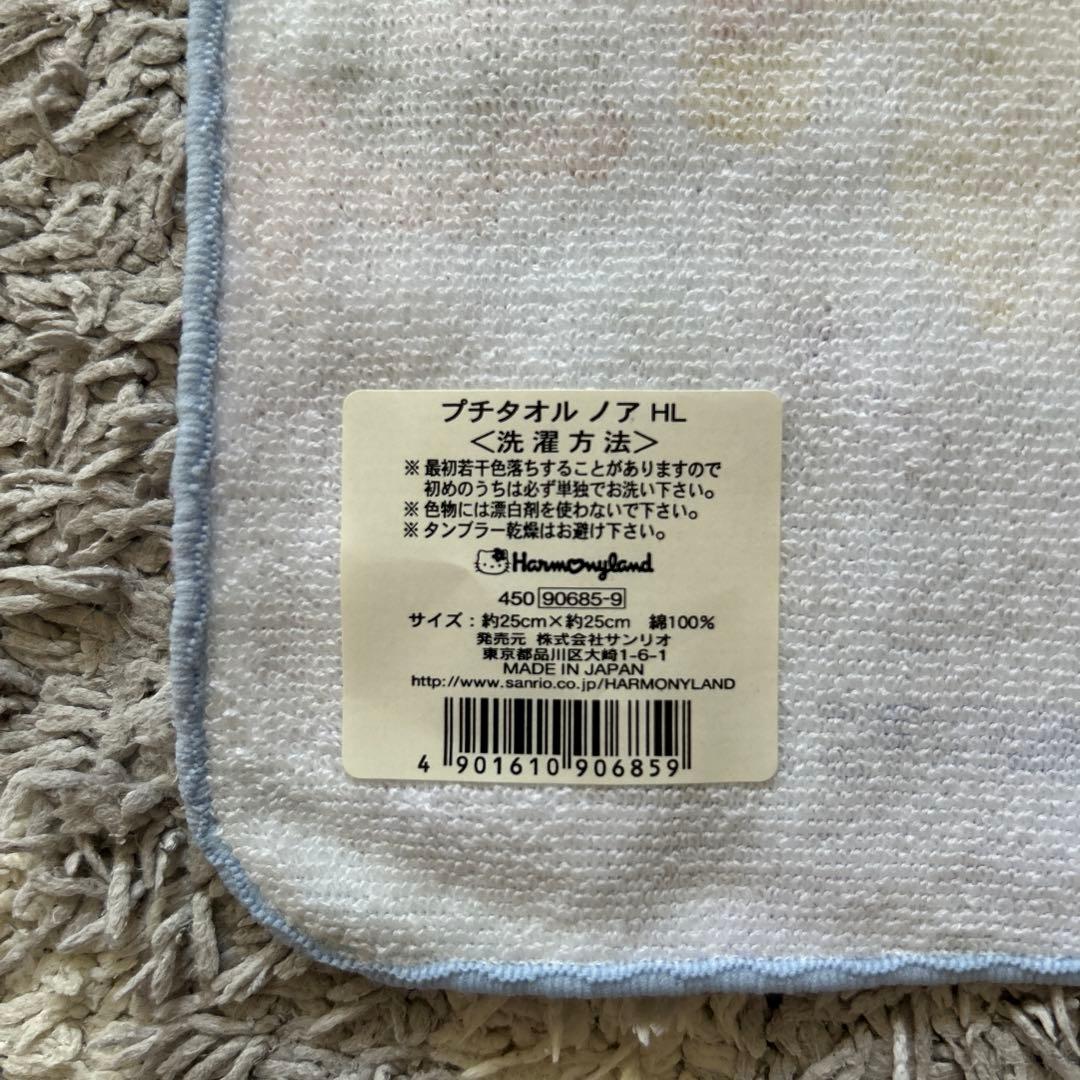 プチタオル ノア HL
＜洗濯方法＞
※ 最初若干色落ちすることがありますので
初めのうちは必ず単独でお洗い下さい。
※ 色物には漂白剤を使わないで下さい。
※ タンブラー乾燥はお避け下さい。
Harmonyland
450 90685-9
サイズ：約25cm×約25cm 綿100%
発売元 株式会社サンリオ
東京都品川区大崎1-6-1
MADE IN JAPAN
http://www.sanrio.co.jp/HARMONYLAND
4 901610 906859